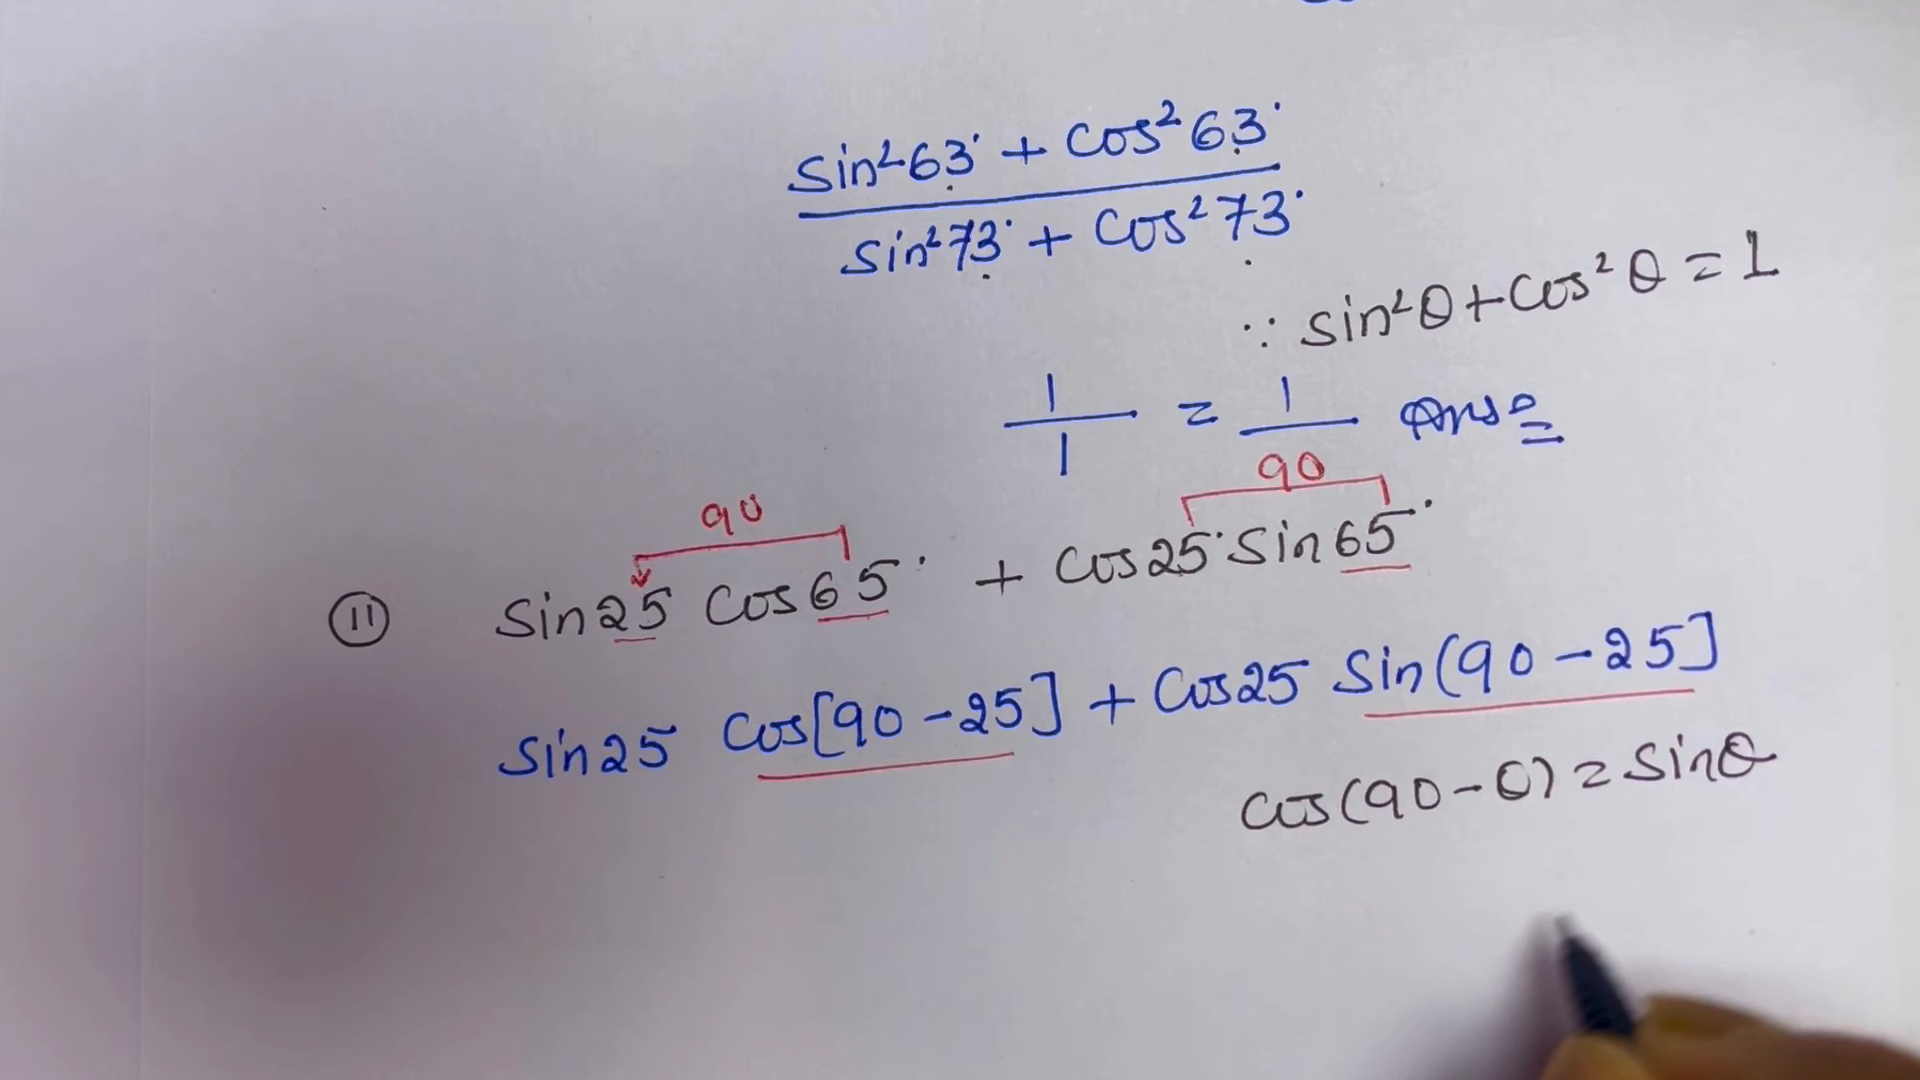 sin²63° + cos²63°
sin²73° + cos²73°
∵ sin²θ + cos²θ = 1
1/1 = 1 Ans
90 90
(11) Sin25 Cos65° + Cos25° Sin65°
Sin25 Cos[90-25] + Cos25 Sin(90-25]
Cos(90-θ) = Sinθ